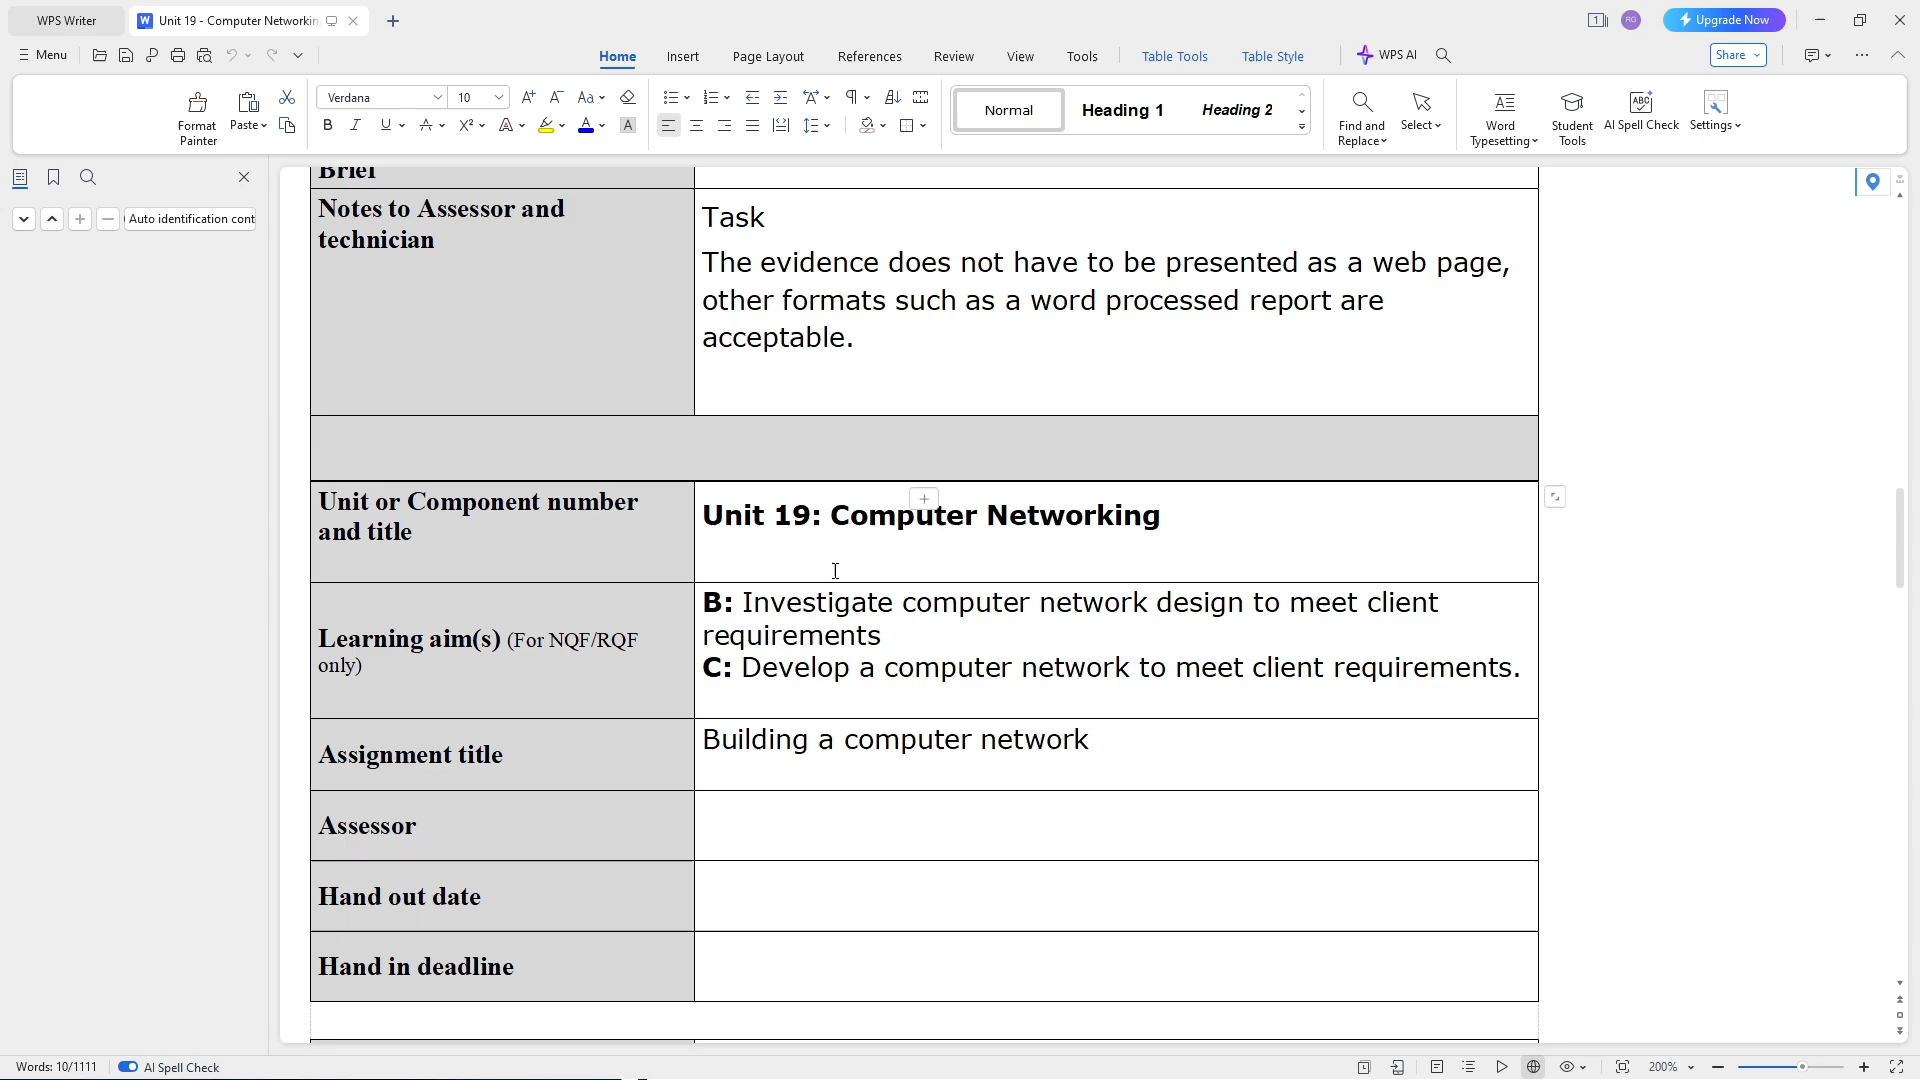 WPS Writer
Unit 19 - Computer Networkin
1
RG
Upgrade Now
Menu
Home
Insert
Page Layout
References
Review
View
Tools
Table Tools
Table Style
WPS AI
Share
Format Painter
Paste
Verdana
10
Normal
Heading 1
Heading 2
Find and Replace
Select
Word Typesetting
Student Tools
AI Spell Check
Settings
Auto identification cont
Brief
Notes to Assessor and
technician
Task
The evidence does not have to be presented as a web page,
other formats such as a word processed report are
acceptable.
Unit or Component number
and title
Unit 19: Computer Networking
Learning aim(s) (For NQF/RQF
only)
B: Investigate computer network design to meet client
requirements
C: Develop a computer network to meet client requirements.
Assignment title
Building a computer network
Assessor
Hand out date
Hand in deadline
Words: 10/1111
AI Spell Check
200%